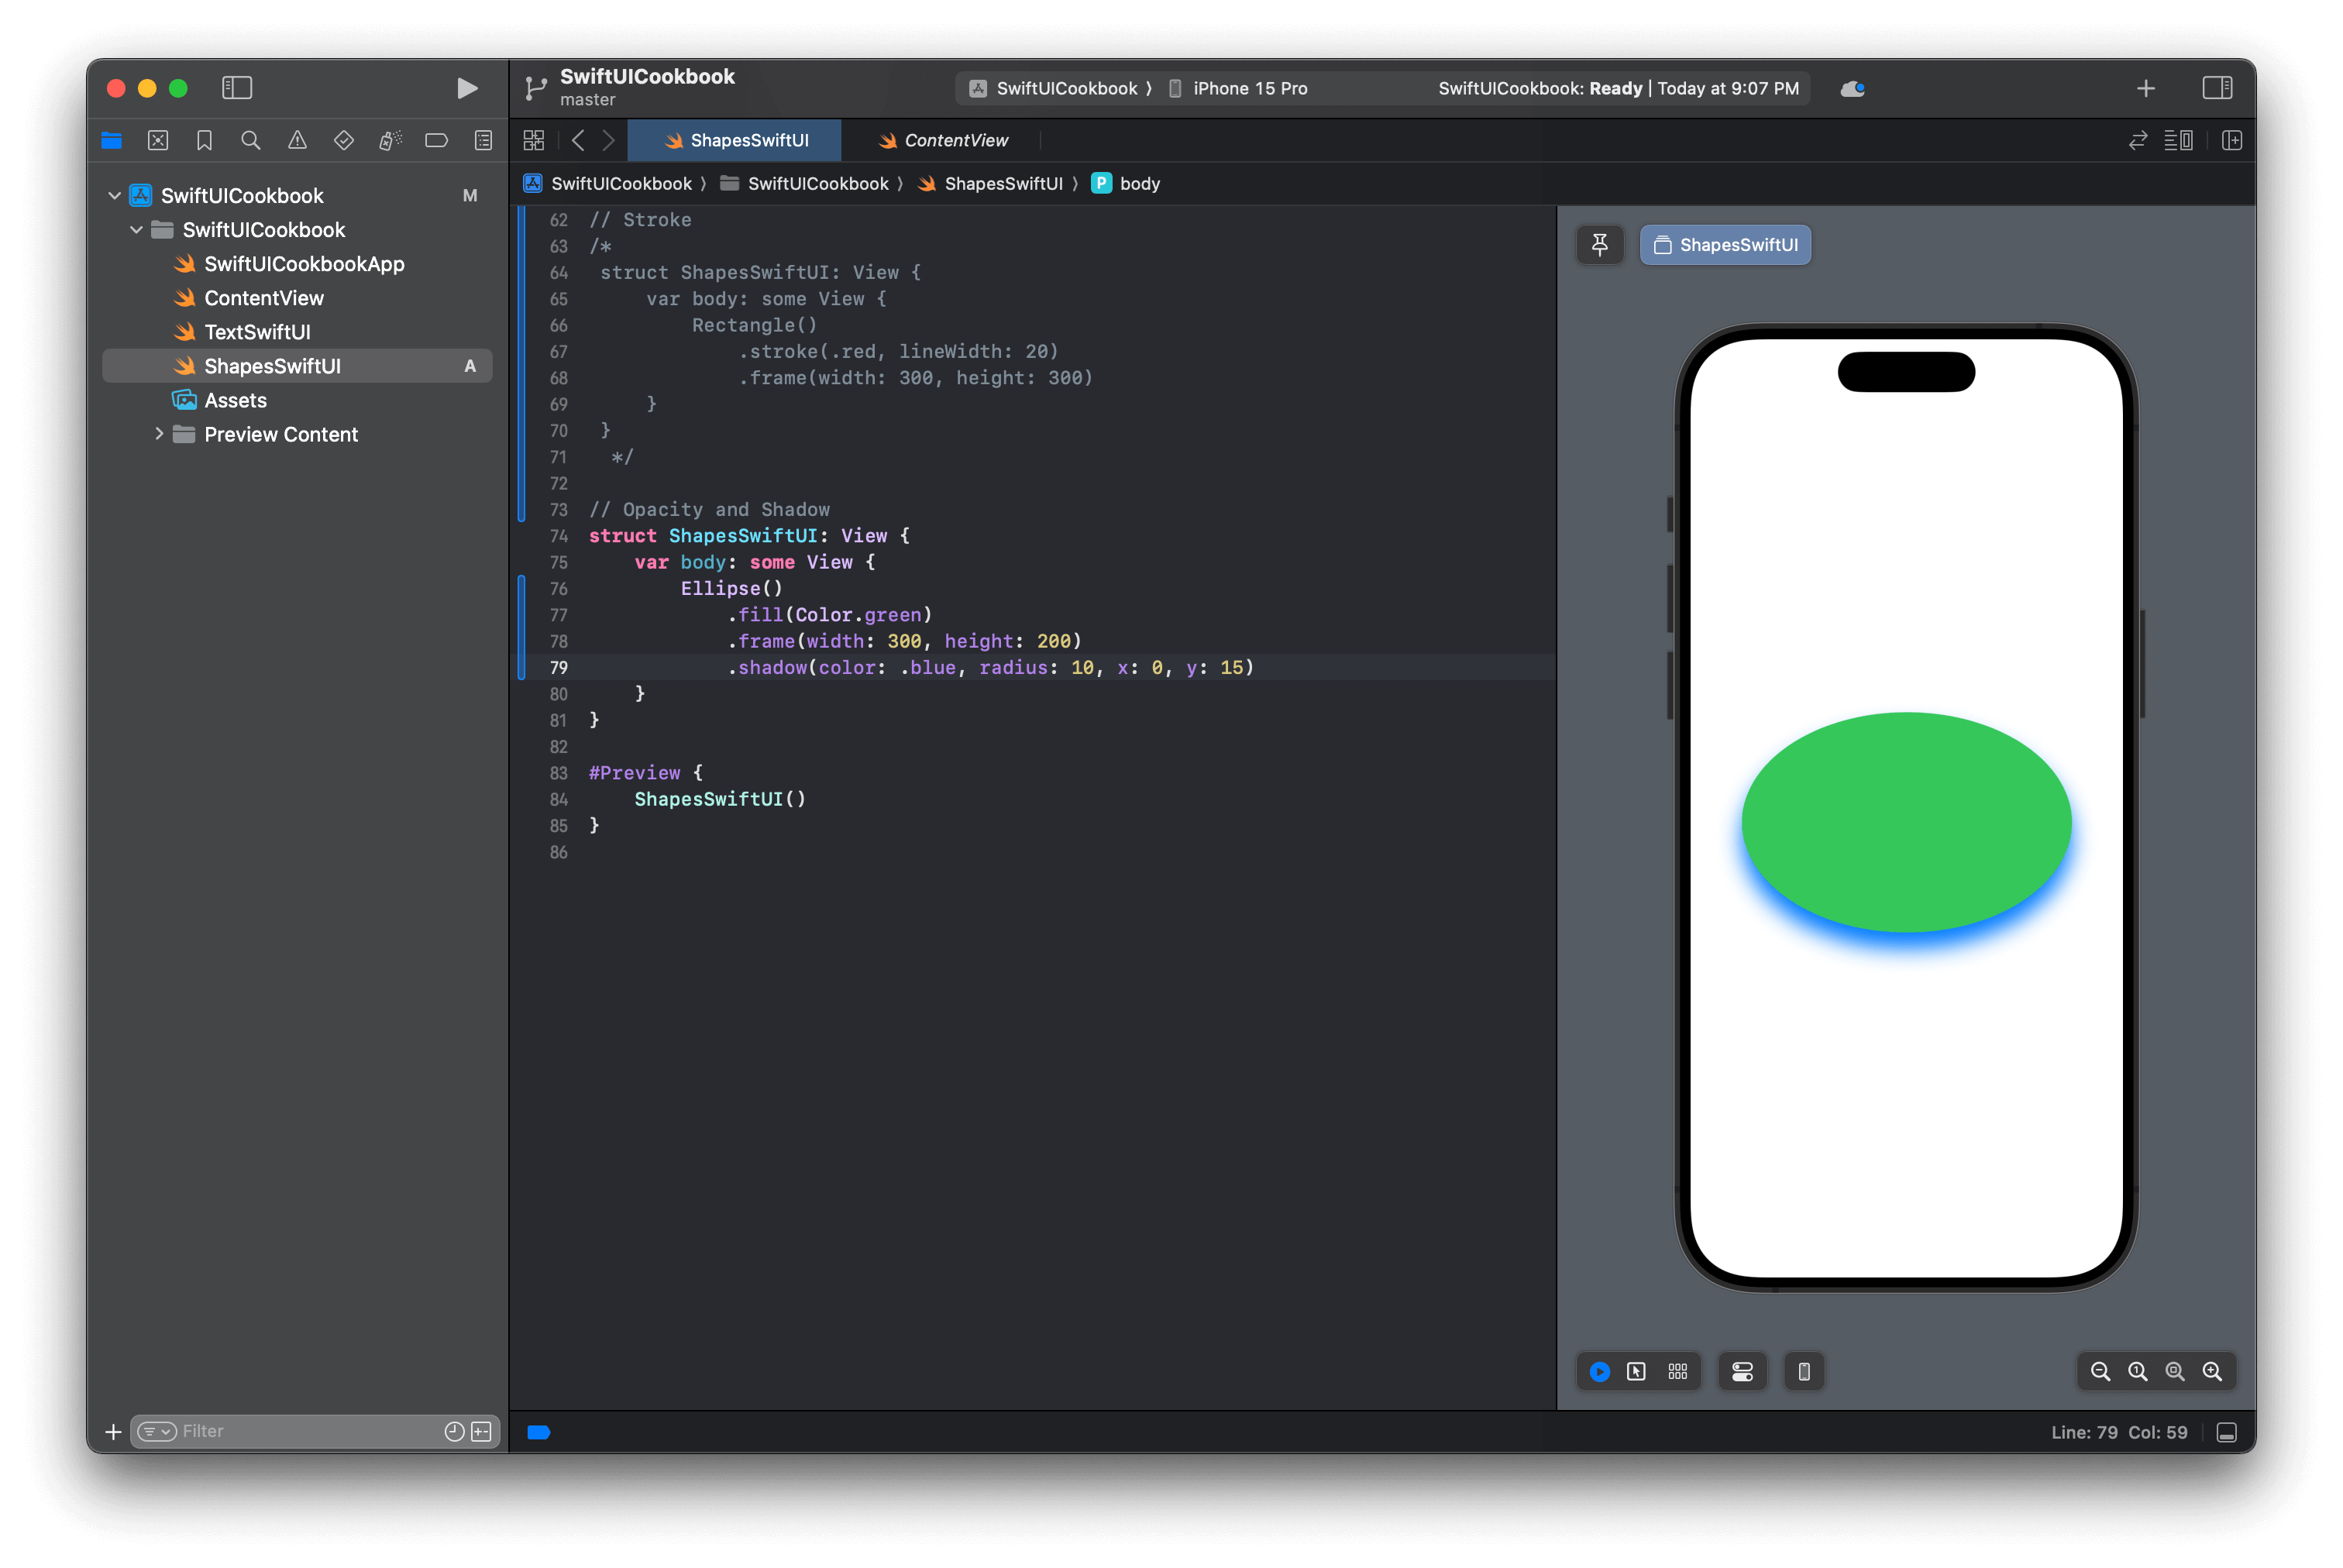 SwiftUICookbook
master
SwiftUICookbook ⟩ iPhone 15 Pro
SwiftUICookbook: Ready | Today at 9:07 PM
ShapesSwiftUI
ContentView
SwiftUICookbook ⟩ SwiftUICookbook ⟩ ShapesSwiftUI ⟩ P body
SwiftUICookbook M
SwiftUICookbook
SwiftUICookbookApp
ContentView
TextSwiftUI
ShapesSwiftUI A
Assets
Preview Content
Filter
62 // Stroke
63 /*
64 struct ShapesSwiftUI: View {
65 var body: some View {
66 Rectangle()
67 .stroke(.red, lineWidth: 20)
68 .frame(width: 300, height: 300)
69 }
70 }
71 */
72
73 // Opacity and Shadow
74 struct ShapesSwiftUI: View {
75 var body: some View {
76 Ellipse()
77 .fill(Color.green)
78 .frame(width: 300, height: 200)
79 .shadow(color: .blue, radius: 10, x: 0, y: 15)
80 }
81 }
82
83 #Preview {
84 ShapesSwiftUI()
85 }
86
ShapesSwiftUI
Line: 79 Col: 59